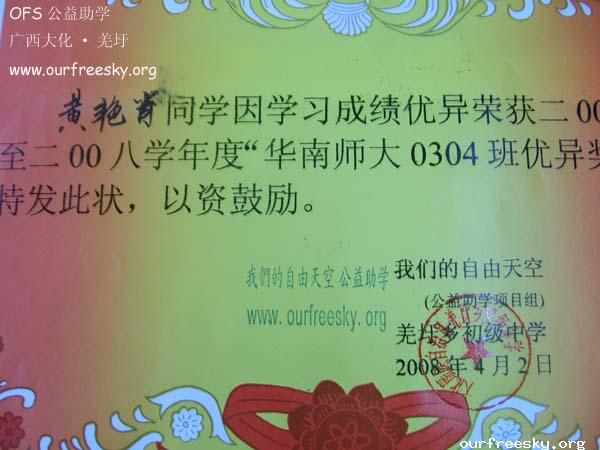 OFS 公益助学
广西大化 · 羌圩
www.ourfreesky.org
黄艳肖同学因学习成绩优异荣获二00
至二00八学年度“华南师大0304班优异奖
特发此状，以资鼓励。
我們的自由天空 公益助学
www.ourfreesky.org
我们的自由天空
(公益助学项目组)
羌圩乡初级中学
2008年4月2日
ourfreesky.org